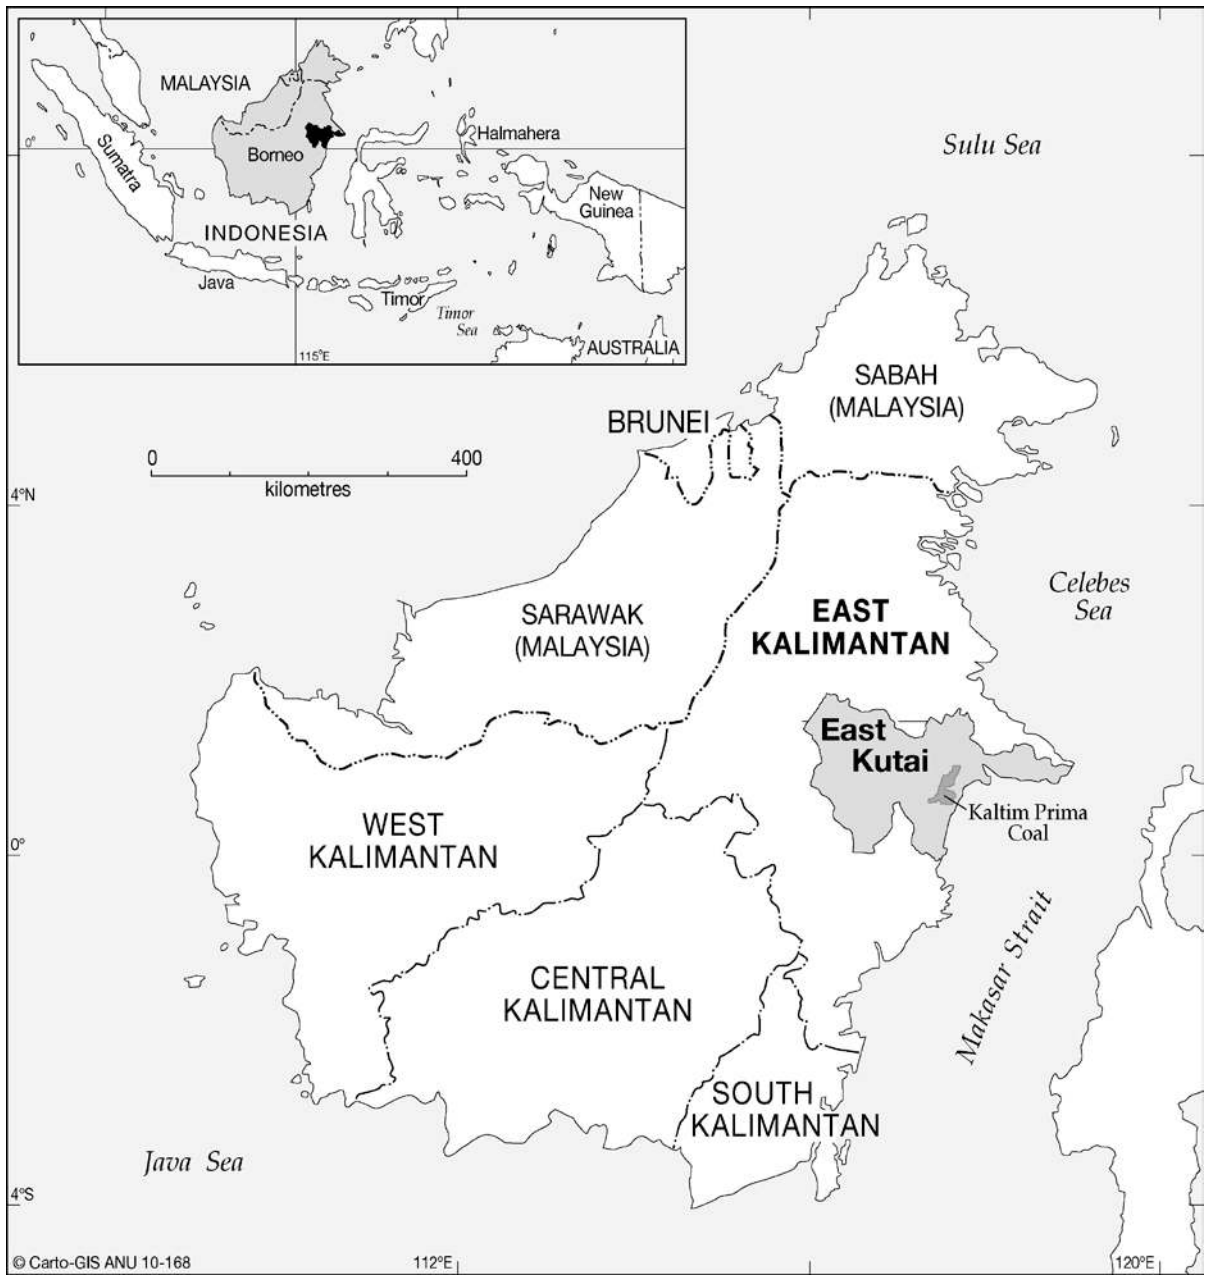 MALAYSIA
0°
Sumatra
Borneo
Halmahera
New
Guinea
INDONESIA
Java
Timor
Timor
Sea
115°E
AUSTRALIA
Sulu Sea
SABAH
(MALAYSIA)
BRUNEI
0 400
kilometres
4°N
Celebes
Sea
SARAWAK
(MALAYSIA)
EAST
KALIMANTAN
East
Kutai
Kaltim Prima
Coal
WEST
KALIMANTAN
0°
Makasar Strait
CENTRAL
KALIMANTAN
SOUTH
KALIMANTAN
Java Sea
4°S
© Carto-GIS ANU 10-168
112°E
120°E